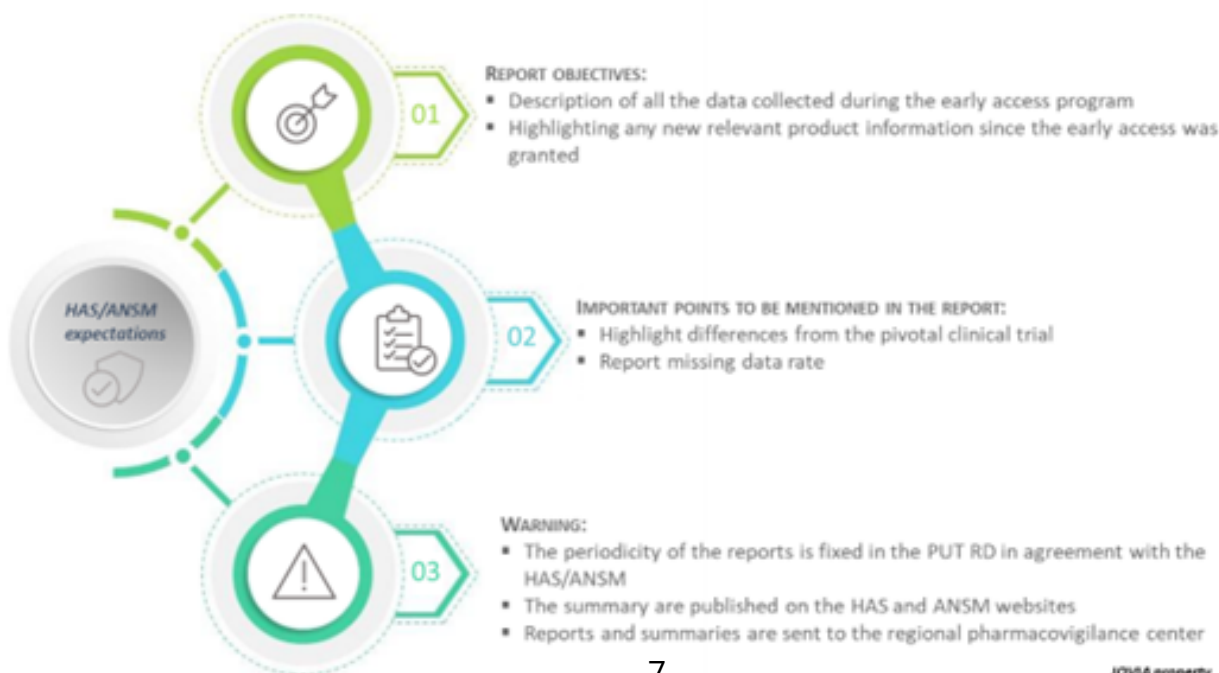 REPORT OBJECTIVES:
▪ Description of all the data collected during the early access program
01
▪ Highlighting any new relevant product information since the early access was
granted
HAS/ANSM
expectations
IMPORTANT POINTS TO BE MENTIONED IN THE REPORT:
02
▪ Highlight differences from the pivotal clinical trial
▪ Report missing data rate
WARNING:
▪ The periodicity of the reports is fixed in the PUT RD in agreement with the
HAS/ANSM
03
▪ The summary are published on the HAS and ANSM websites
▪ Reports and summaries are sent to the regional pharmacovigilance center
7
IQVIA property